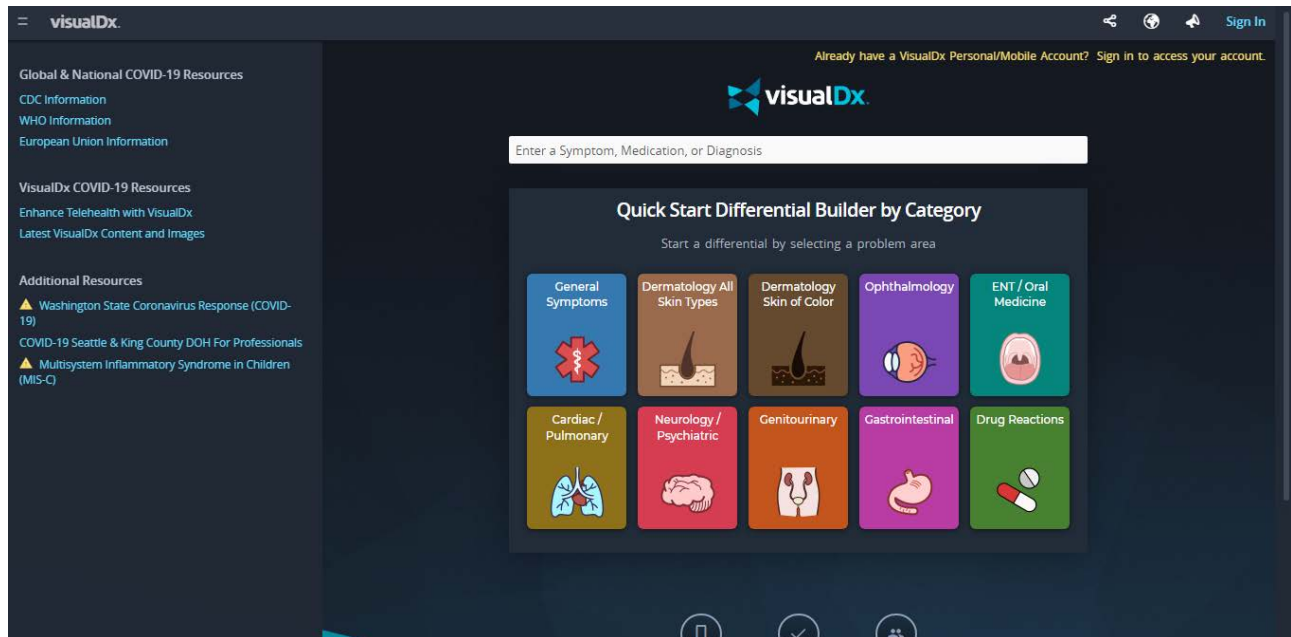 visualDx.
Sign In
Already have a VisualDx Personal/Mobile Account? Sign in to access your account.
Global & National COVID-19 Resources
CDC Information
WHO Information
European Union Information
VisualDx COVID-19 Resources
Enhance Telehealth with VisualDx
Latest VisualDx Content and Images
Additional Resources
Washington State Coronavirus Response (COVID-
19)
COVID-19 Seattle & King County DOH For Professionals
Multisystem Inflammatory Syndrome in Children
(MIS-C)
visualDx.
Enter a Symptom, Medication, or Diagnosis
Quick Start Differential Builder by Category
Start a differential by selecting a problem area
General
Symptoms
Dermatology All
Skin Types
Dermatology
Skin of Color
Ophthalmology
ENT / Oral
Medicine
Cardiac /
Pulmonary
Neurology /
Psychiatric
Genitourinary
Gastrointestinal
Drug Reactions